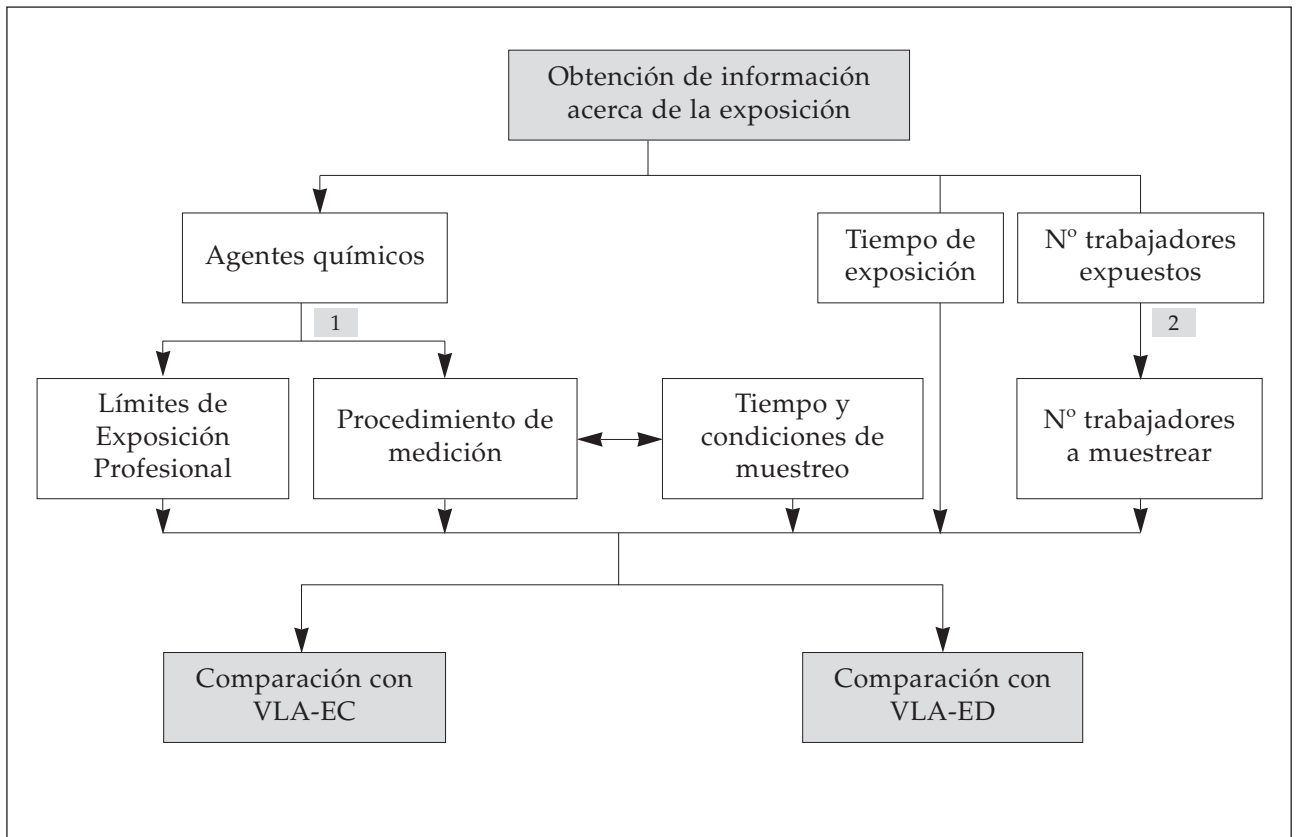 Obtención de información
acerca de la exposición
Agentes químicos
Tiempo de
exposición
Nº trabajadores
expuestos
1
2
Límites de
Exposición
Profesional
Procedimiento de
medición
Tiempo y
condiciones de
muestreo
Nº trabajadores
a muestrear
Comparación con
VLA-EC
Comparación con
VLA-ED